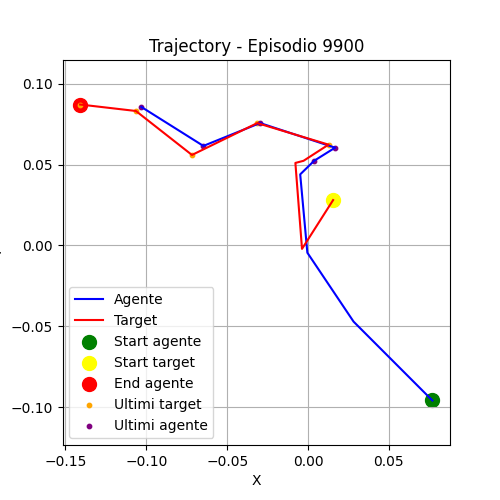 Trajectory - Episodio 9900
0.10
0.05
0.00
−0.05
−0.10
Agente
Target
Start agente
Start target
End agente
Ultimi target
Ultimi agente
−0.15
−0.10
−0.05
0.00
0.05
X